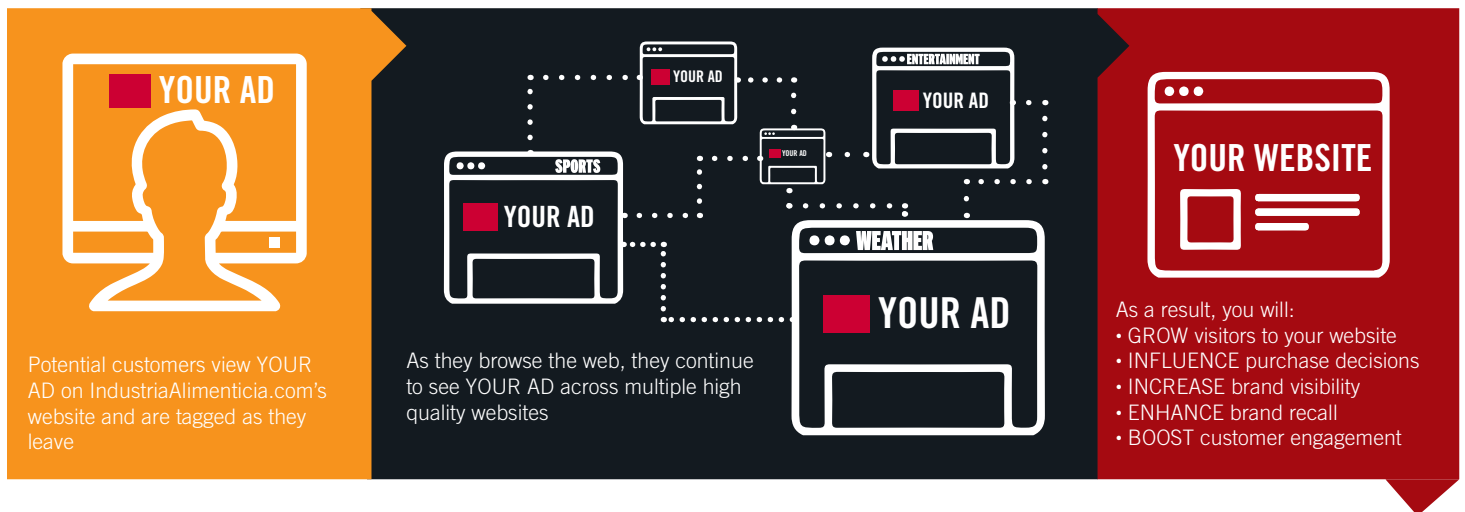 YOUR AD
Potential customers view YOUR
AD on IndustriaAlimenticia.com's
website and are tagged as they
leave
YOUR AD
ENTERTAINMENT
YOUR AD
YOUR AD
SPORTS
YOUR AD
WEATHER
YOUR AD
As they browse the web, they continue
to see YOUR AD across multiple high
quality websites
YOUR WEBSITE
As a result, you will:
• GROW visitors to your website
• INFLUENCE purchase decisions
• INCREASE brand visibility
• ENHANCE brand recall
• BOOST customer engagement